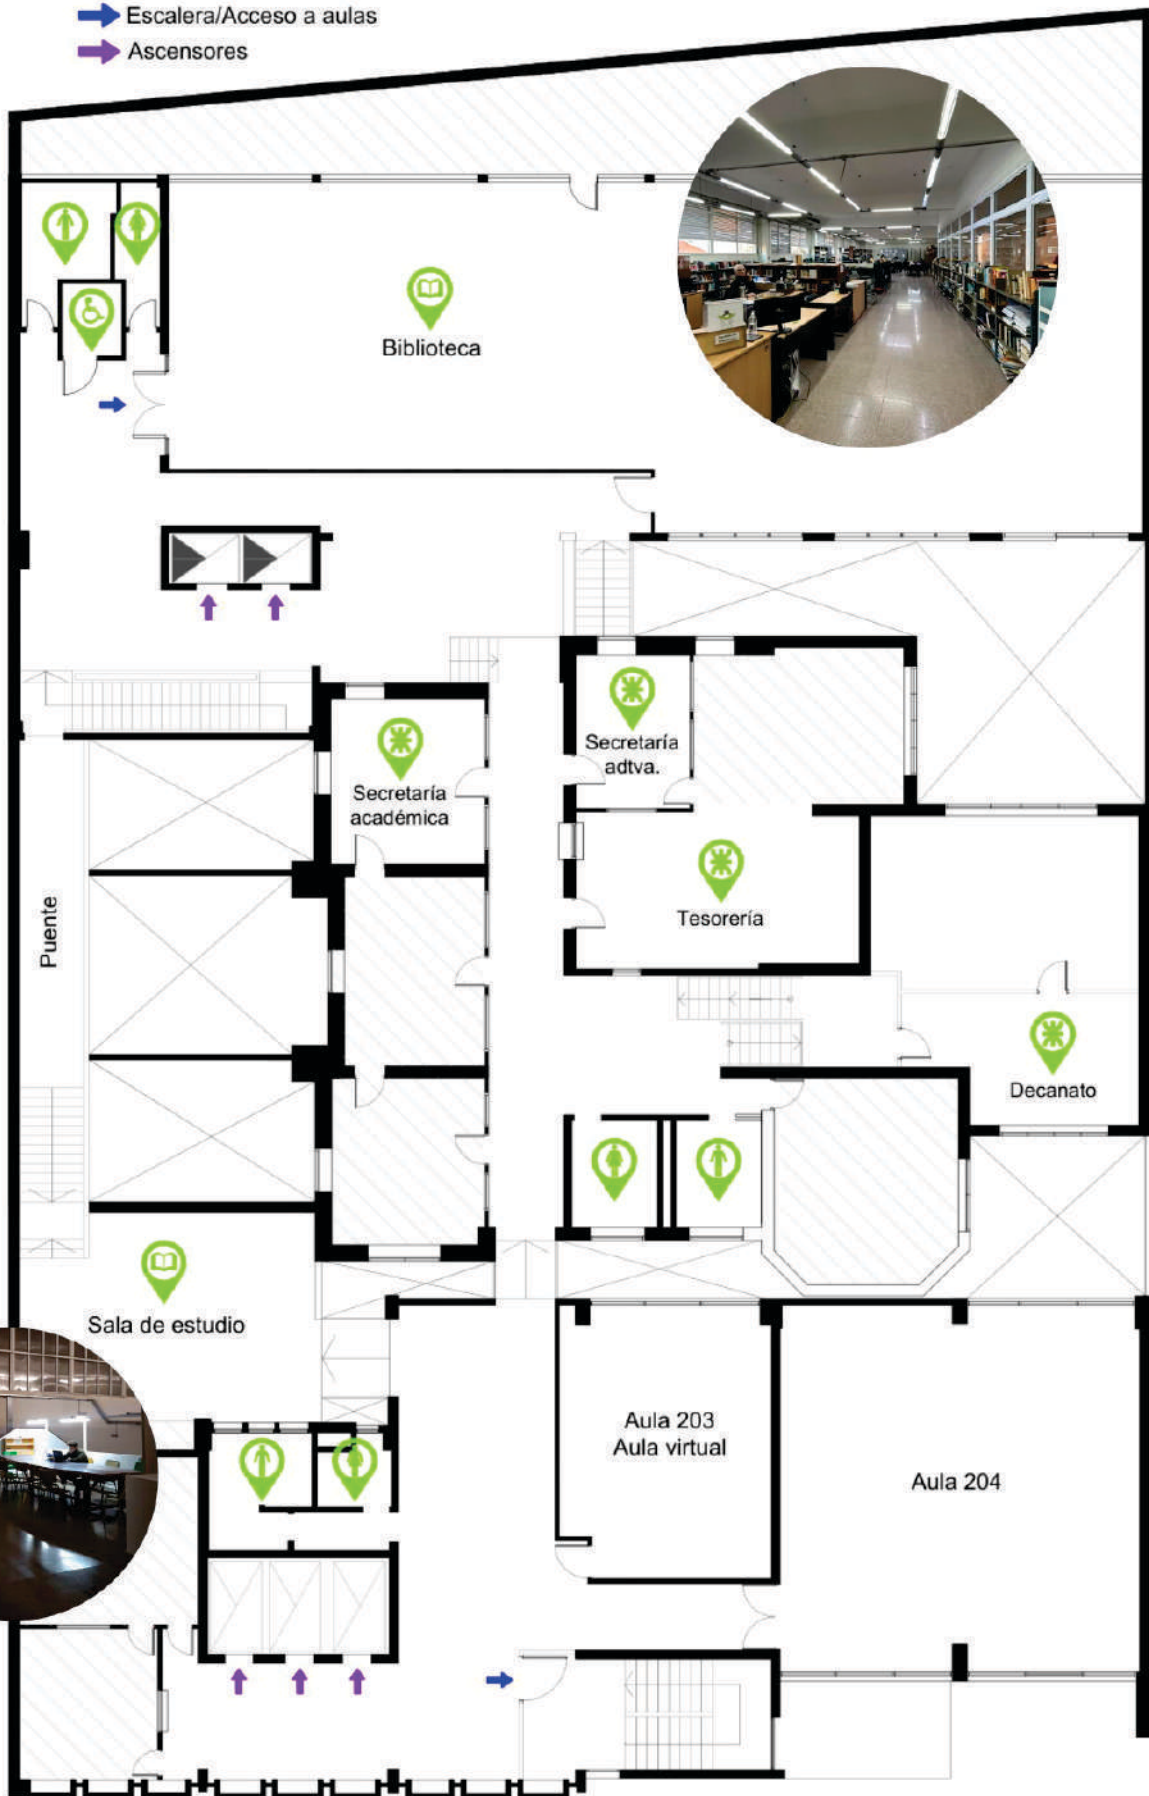 Escalera/Acceso a aulas
Ascensores
Biblioteca
Secretaría
adtva.
Secretaría
académica
Tesorería
Puente
Decanato
Sala de estudio
Aula 203
Aula virtual
Aula 204